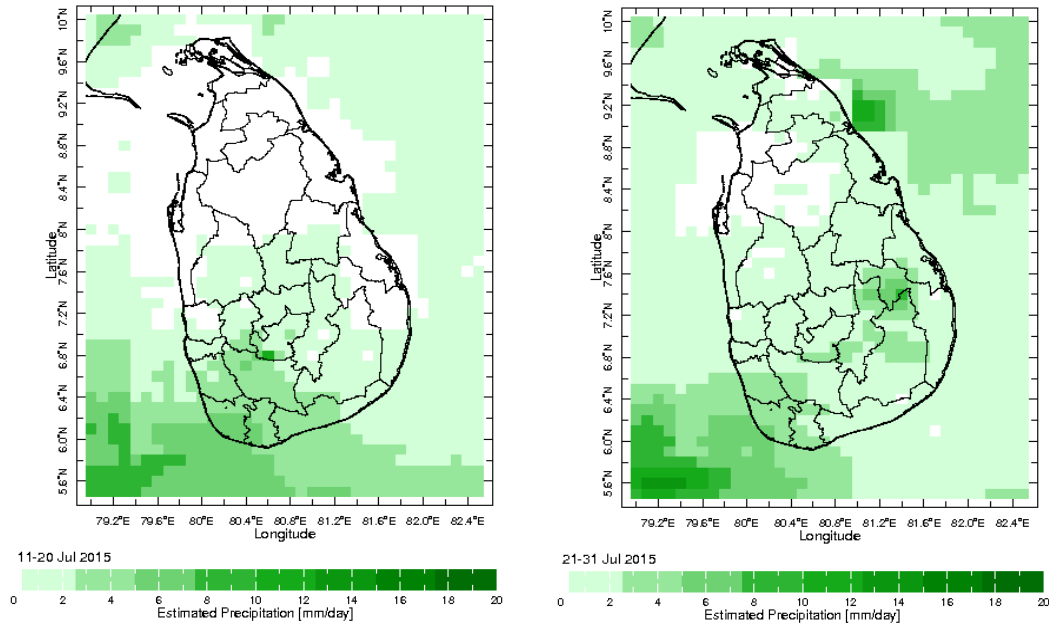 10°N
9.6°N
9.2°N
8.8°N
8.4°N
8°N
7.6°N
7.2°N
6.8°N
6.4°N
6.0°N
5.6°N
Latitude
79.2°E 79.6°E 80°E 80.4°E 80.8°E 81.2°E 81.6°E 82.0°E 82.4°E
Longitude
11-20 Jul 2015
0 2 4 6 8 10 12 14 16 18 20
Estimated Precipitation [mm/day]
10°N
9.6°N
9.2°N
8.8°N
8.4°N
8°N
7.6°N
7.2°N
6.8°N
6.4°N
6.0°N
5.6°N
Latitude
79.2°E 79.6°E 80°E 80.4°E 80.8°E 81.2°E 81.6°E 82.0°E 82.4°E
Longitude
21-31 Jul 2015
0 2 4 6 8 10 12 14 16 18 20
Estimated Precipitation [mm/day]